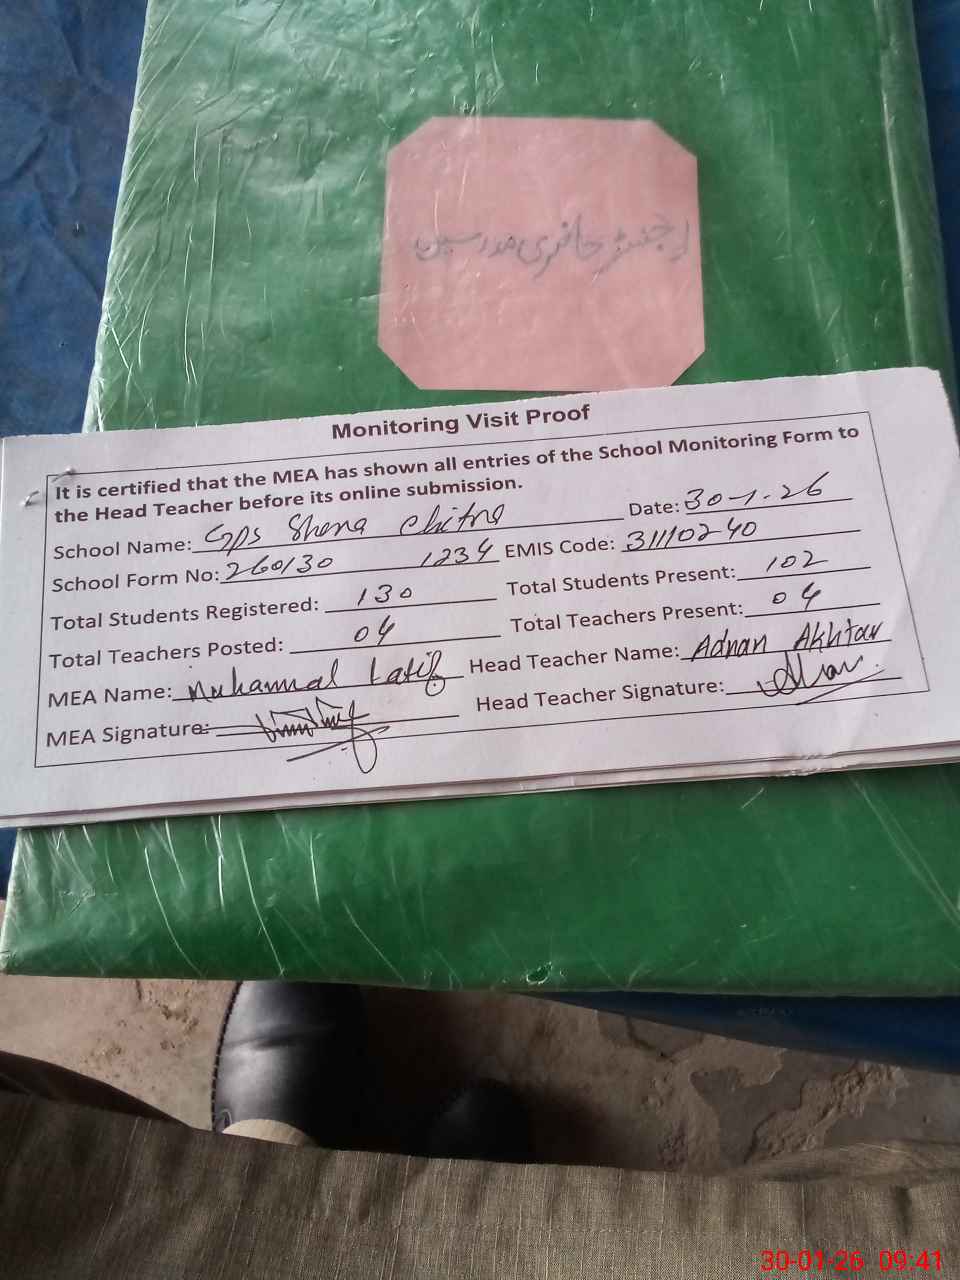 رجسٹر حاضری مدرسین
Monitoring Visit Proof
It is certified that the MEA has shown all entries of the School Monitoring Form to
the Head Teacher before its online submission.
School Name: GPS Shena Chitna Date: 30-1-26
School Form No: 260130 1234 EMIS Code: 31110240
Total Students Registered: 130 Total Students Present: 102
Total Teachers Posted: 04 Total Teachers Present: 04
MEA Name: Muhammad Latif Head Teacher Name: Adnan Akhtar
MEA Signature: Head Teacher Signature:
30-01-26 09:41